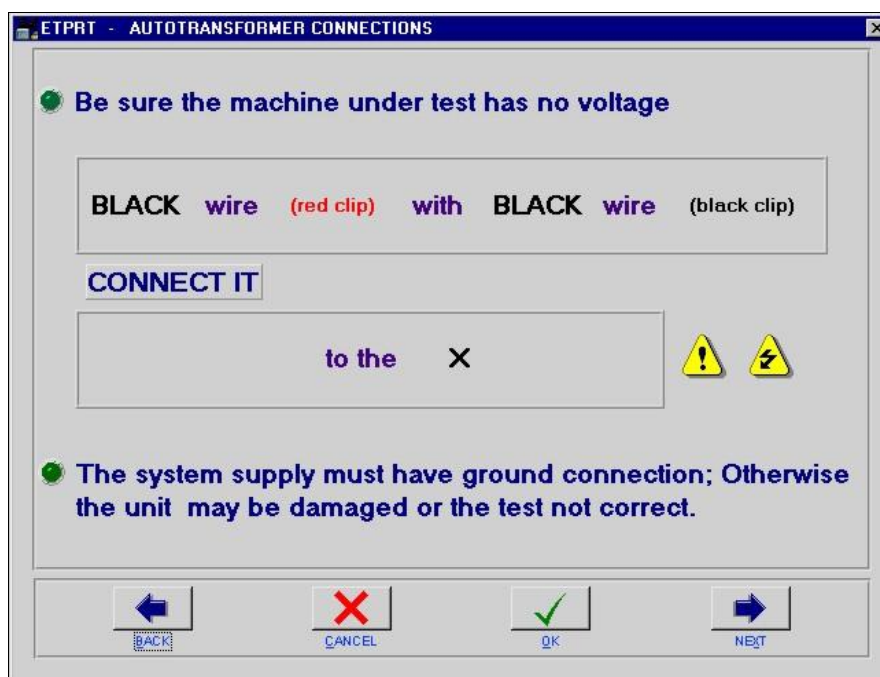 ETPRT - AUTOTRANSFORMER CONNECTIONS
Be sure the machine under test has no voltage
BLACK wire (red clip) with BLACK wire (black clip)
CONNECT IT
to the X
The system supply must have ground connection; Otherwise
the unit may be damaged or the test not correct.
BACK CANCEL OK NEXT